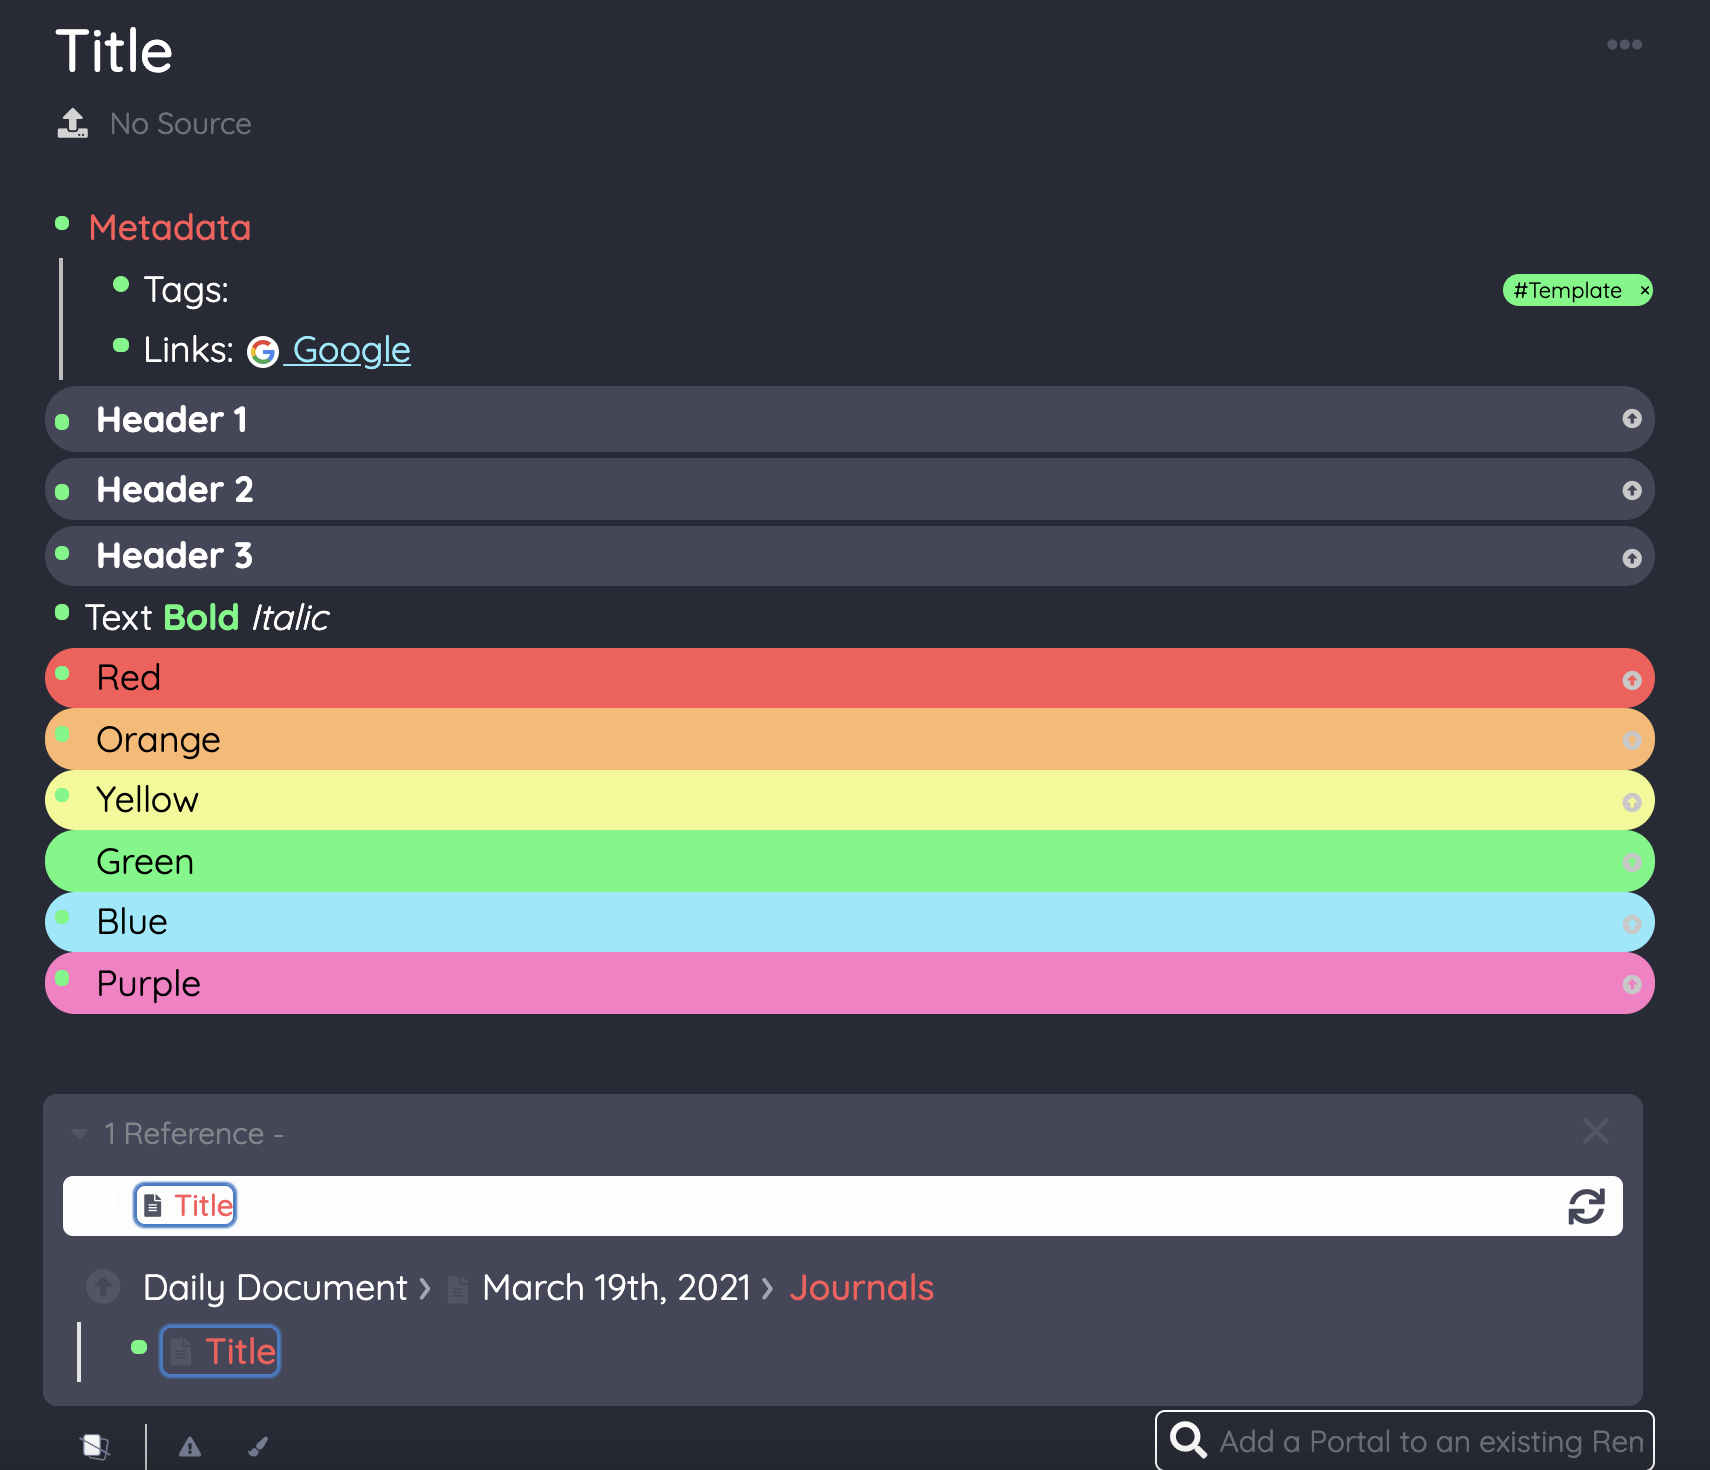 Title
No Source
Metadata
Tags:
#Template ×
Links: Google
Header 1
Header 2
Header 3
Text Bold Italic
Red
Orange
Yellow
Green
Blue
Purple
1 Reference -
Title
Daily Document › March 19th, 2021 › Journals
Title
Add a Portal to an existing Rem